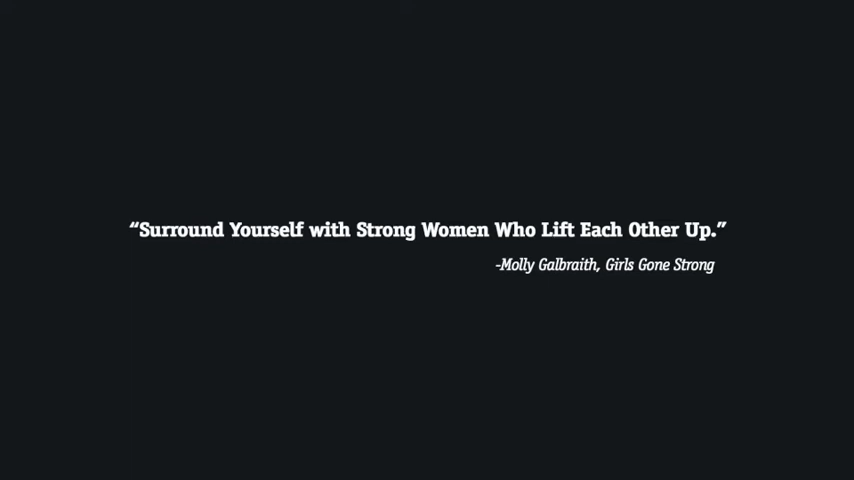 “Surround Yourself with Strong Women Who Lift Each Other Up.”
-Molly Galbraith, Girls Gone Strong